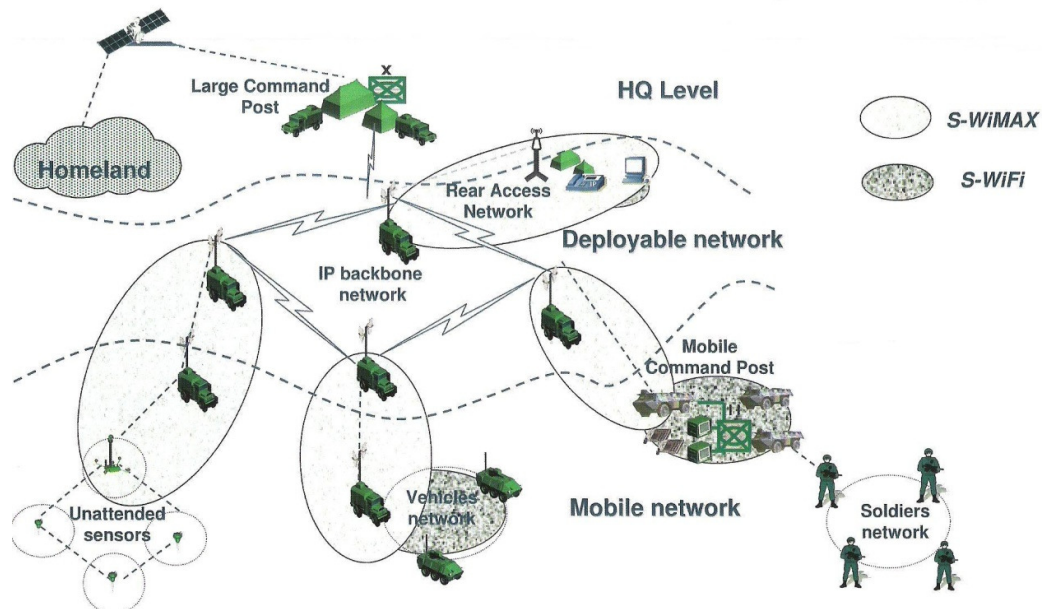 x
Large Command
Post
HQ Level
S-WiMAX
Homeland
Rear Access
Network
S-WiFi
Deployable network
IP backbone
network
Mobile
Command Post
Unattended
sensors
Vehicles
network
Mobile network
Soldiers
network